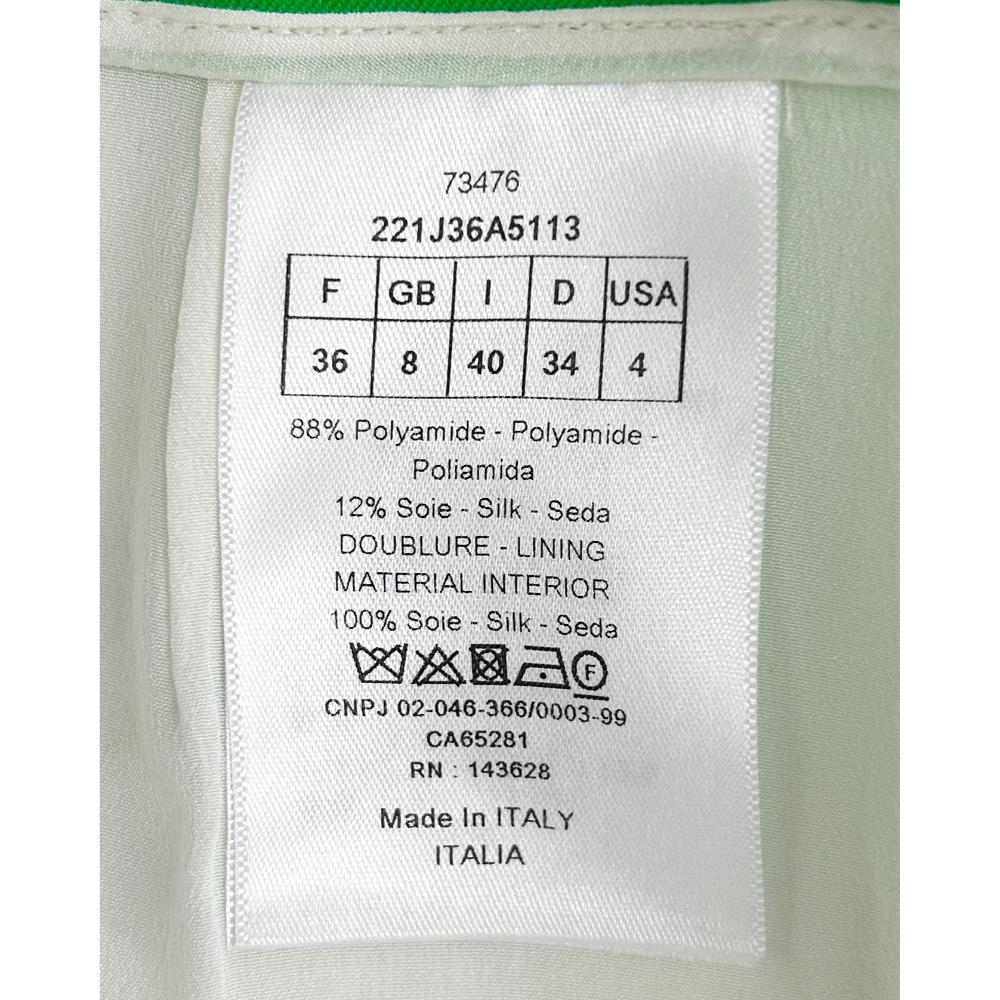 73476
221J36A5113
F GB I D USA
36 8 40 34 4
88% Polyamide - Polyamide -
Poliamida
12% Soie - Silk - Seda
DOUBLURE - LINING
MATERIAL INTERIOR
100% Soie - Silk - Seda
F
CNPJ 02-046-366/0003-99
CA65281
RN : 143628
Made In ITALY
ITALIA